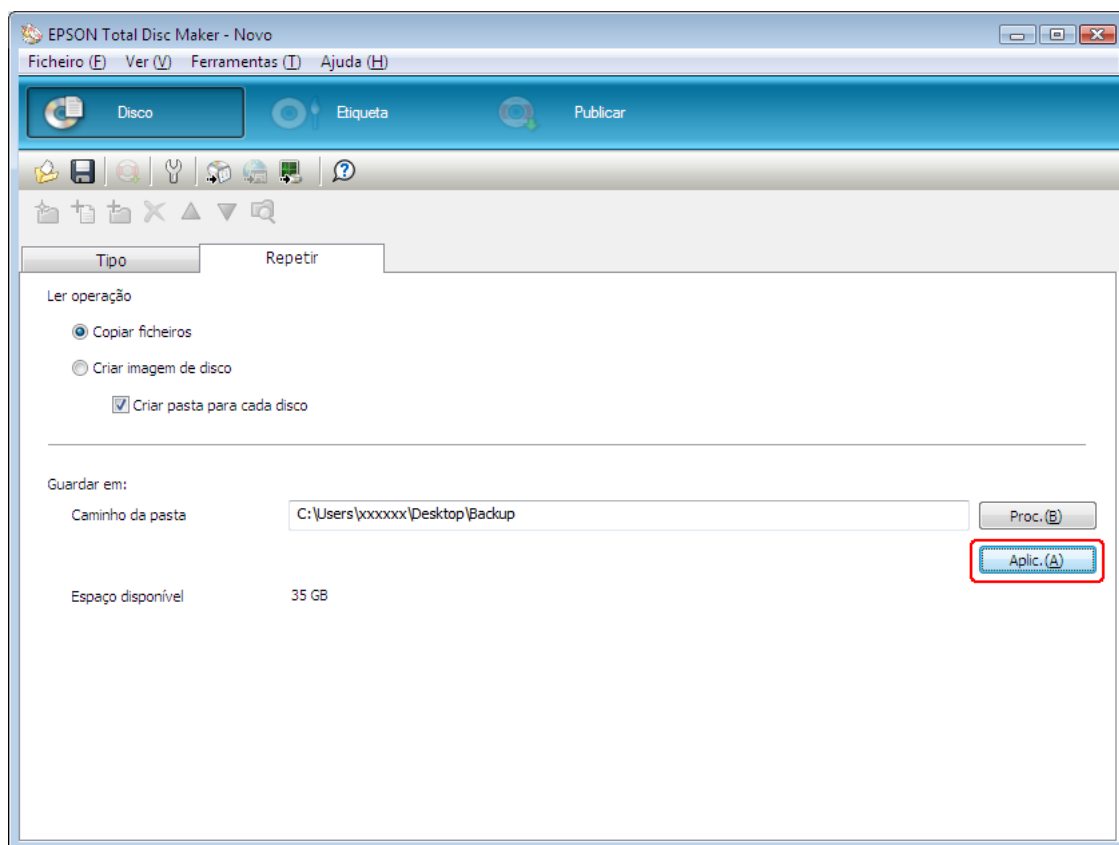 EPSON Total Disc Maker - Novo
Ficheiro (F) Ver (V) Ferramentas (T) Ajuda (H)
Disco Etiqueta Publicar
Tipo Repetir
Ler operação
Copiar ficheiros
Criar imagem de disco
Criar pasta para cada disco
Guardar em:
Caminho da pasta C:\Users\xxxxxx\Desktop\Backup Proc.(B)
Aplic.(A)
Espaço disponível 35 GB